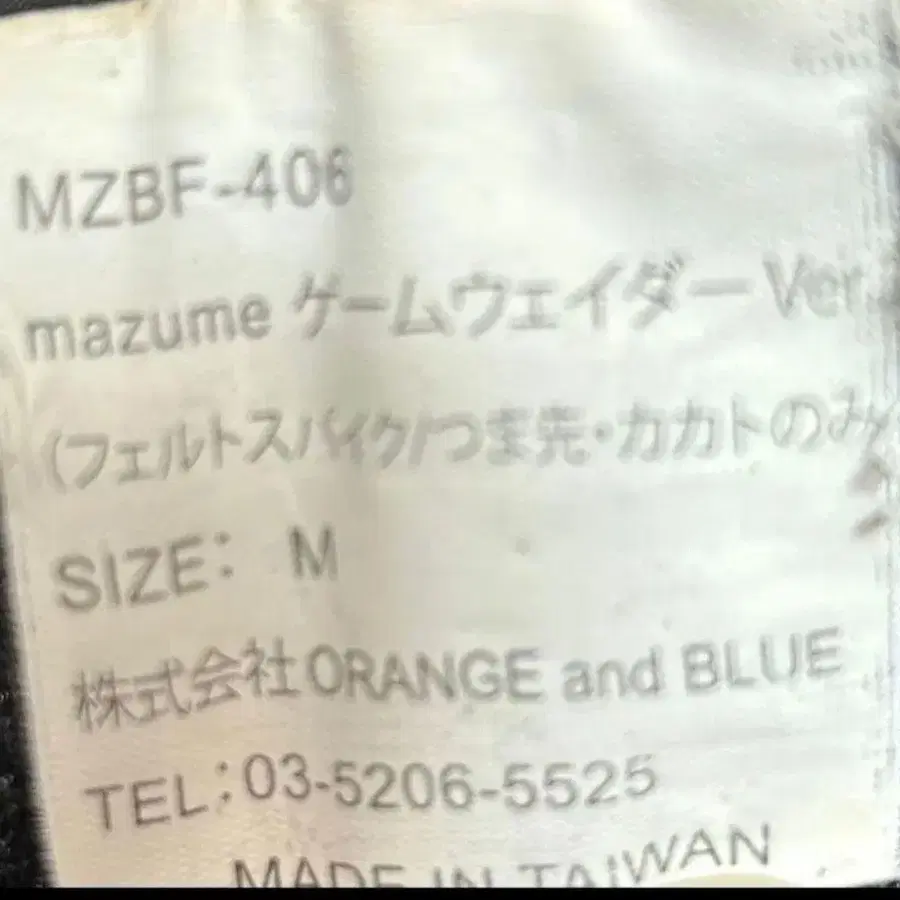 MZBF-406
mazume ゲームウェイダー Ver
(フェルトスパイク/つま先・カカトのみ
SIZE: M
株式会社ORANGE and BLUE
TEL:03-5206-5525
MADE IN TAIWAN